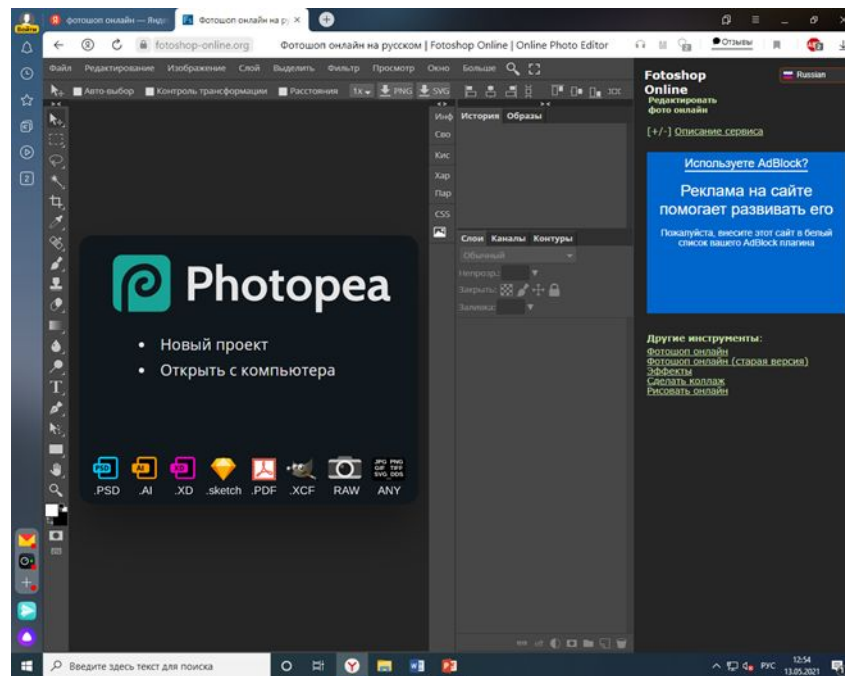 Войти
фотошоп онлайн — Янде
Фотошоп онлайн на ру
fotoshop-online.org
Фотошоп онлайн на русском | Fotoshop Online | Online Photo Editor
Отзывы
Файл Редактирование Изображение Слой Выделить Фильтр Просмотр Окно Больше
Авто-выбор Контроль трансформации Расстояния 1x PNG SVG
Инф
Сво
Кис
Хар
Пар
CSS
История Образы
Слои Каналы Контуры
Обычный
Непрозр.:
Закрыть:
Заливка:
Photopea
• Новый проект
• Открыть с компьютера
PSD AI XD JPG PNG
GIF TIFF
SVG DDS
.PSD .AI .XD .sketch .PDF .XCF RAW ANY
Fotoshop
Online
Russian
Редактировать
фото онлайн
[+/-] Описание сервиса
Используете AdBlock?
Реклама на сайте
помогает развивать его
Пожалуйста, внесите этот сайт в белый
список вашего AdBlock плагина
Другие инструменты:
Фотошоп онлайн
Фотошоп онлайн (старая версия)
Эффекты
Сделать коллаж
Рисовать онлайн
2
Введите здесь текст для поиска
РУС
12:54
13.05.2021